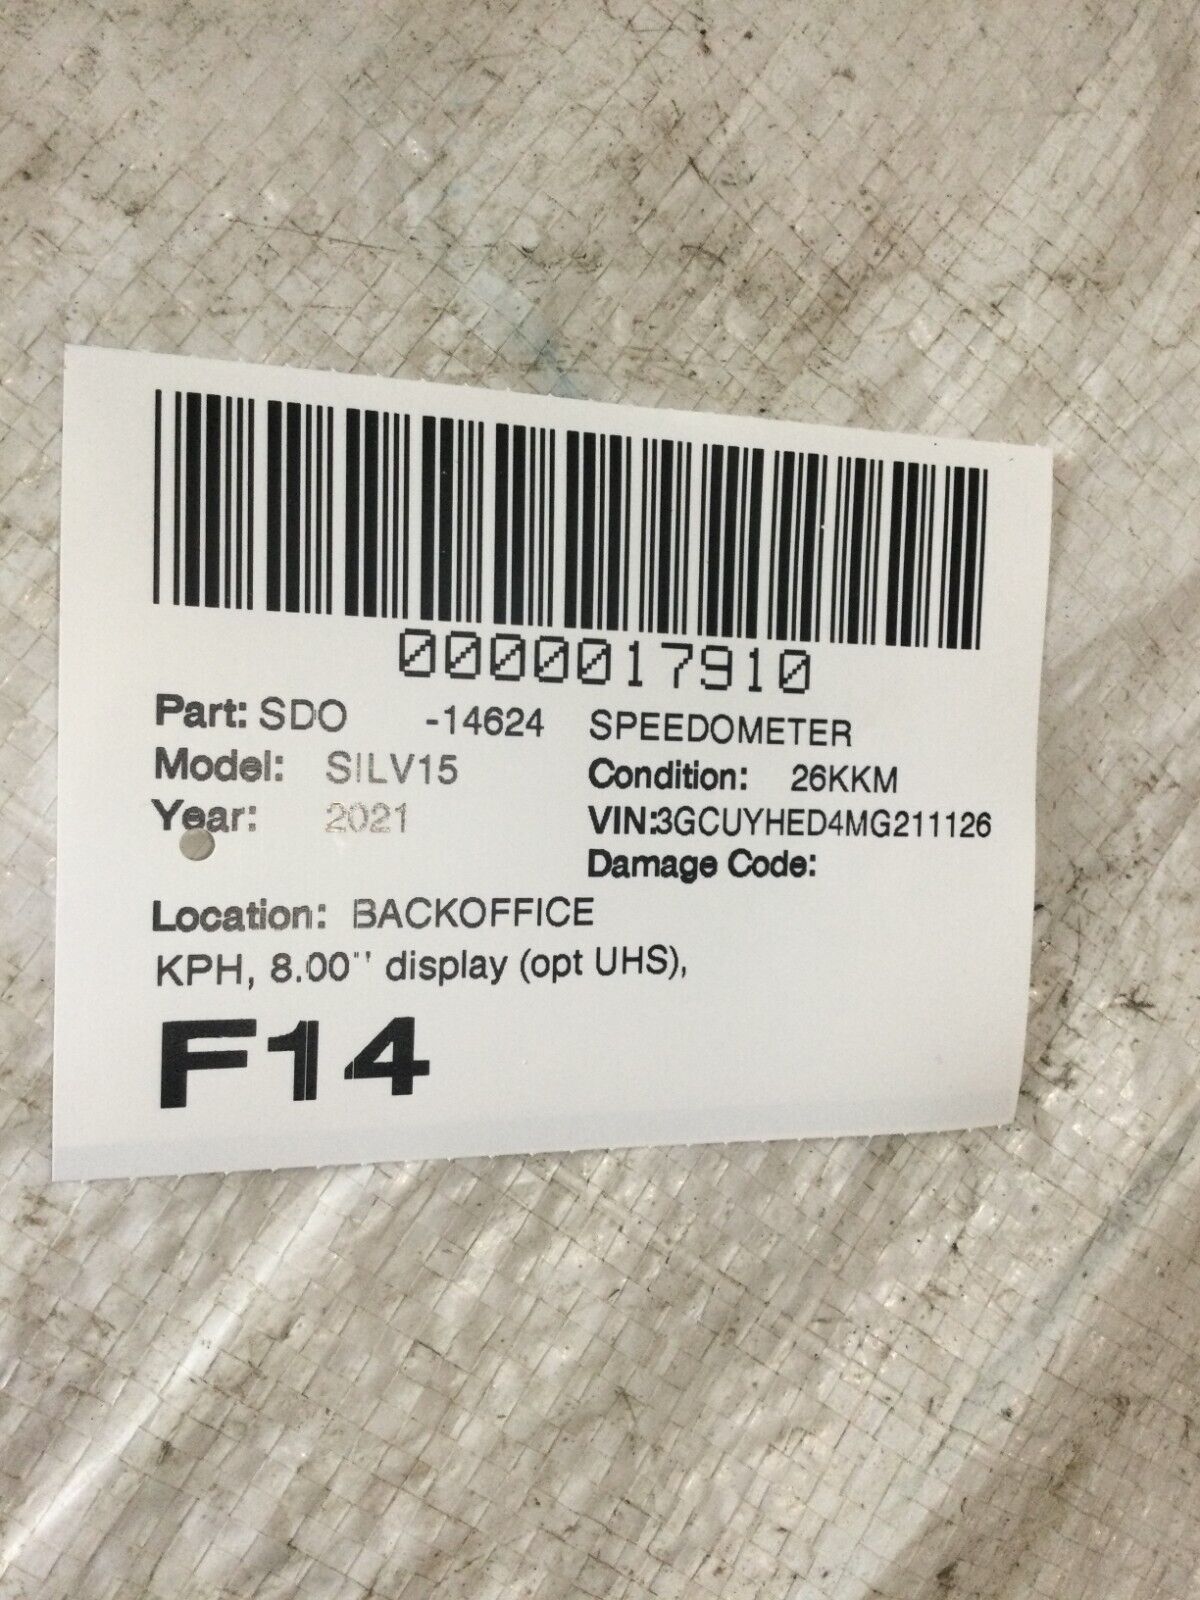 0000017910
Part: SDO -14624 SPEEDOMETER
Model: SILV15 Condition: 26KKM
Year: 2021 VIN:3GCUYHED4MG211126
Damage Code:
Location: BACKOFFICE
KPH, 8.00'' display (opt UHS),
F14